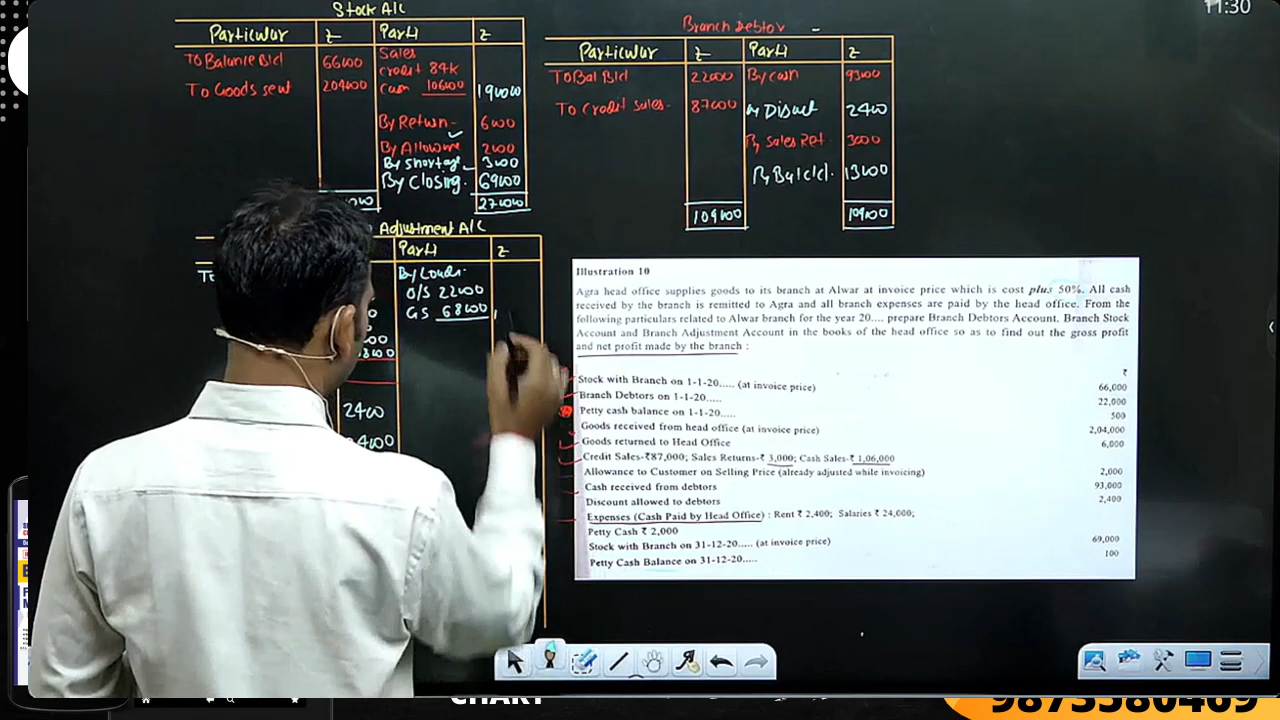 Stock A/c
Particular ₹ Parti ₹
To Balance B/d 66000 Sales
credit 84k
cash 106000 190000
To Goods sent 204000
By Return 6000
By Allowance 2000
By Shortage 3000
By Closing 69000
27000
Branch Debtor
Particular ₹ Parti ₹
To Bal B/d 22000 By cash 93000
To Credit Sales 87000
2400
By Sales Ret. 3000
By Bal c/d. 13000
109400 109400
Adjustment A/c
Parti ₹
By Loadi
O/S 22000
GS 68000
2400
11:30
Illustration 10
Agra head office supplies goods to its branch at Alwar at invoice price which is cost plus 50%. All cash
received by the branch is remitted to Agra and all branch expenses are paid by the head office. From the
following particulars related to Alwar branch for the year 20.... prepare Branch Debtors Account, Branch Stock
Account and Branch Adjustment Account in the books of the head office so as to find out the gross profit
and net profit made by the branch :
₹
Stock with Branch on 1-1-20..... (at invoice price) 66,000
Branch Debtors on 1-1-20..... 22,000
Petty cash balance on 1-1-20..... 500
Goods received from head office (at invoice price) 2,04,000
Goods returned to Head Office 6,000
Credit Sales-₹87,000; Sales Returns-₹ 3,000; Cash Sales-₹ 1,06,000
Allowance to Customer on Selling Price (already adjusted while invoicing) 2,000
Cash received from debtors 93,000
Discount allowed to debtors 2,400
Expenses (Cash Paid by Head Office) : Rent ₹ 2,400; Salaries ₹ 24,000;
Petty Cash ₹ 2,000
Stock with Branch on 31-12-20..... (at invoice price) 69,000
Petty Cash Balance on 31-12-20..... 100
CHART
9873580469